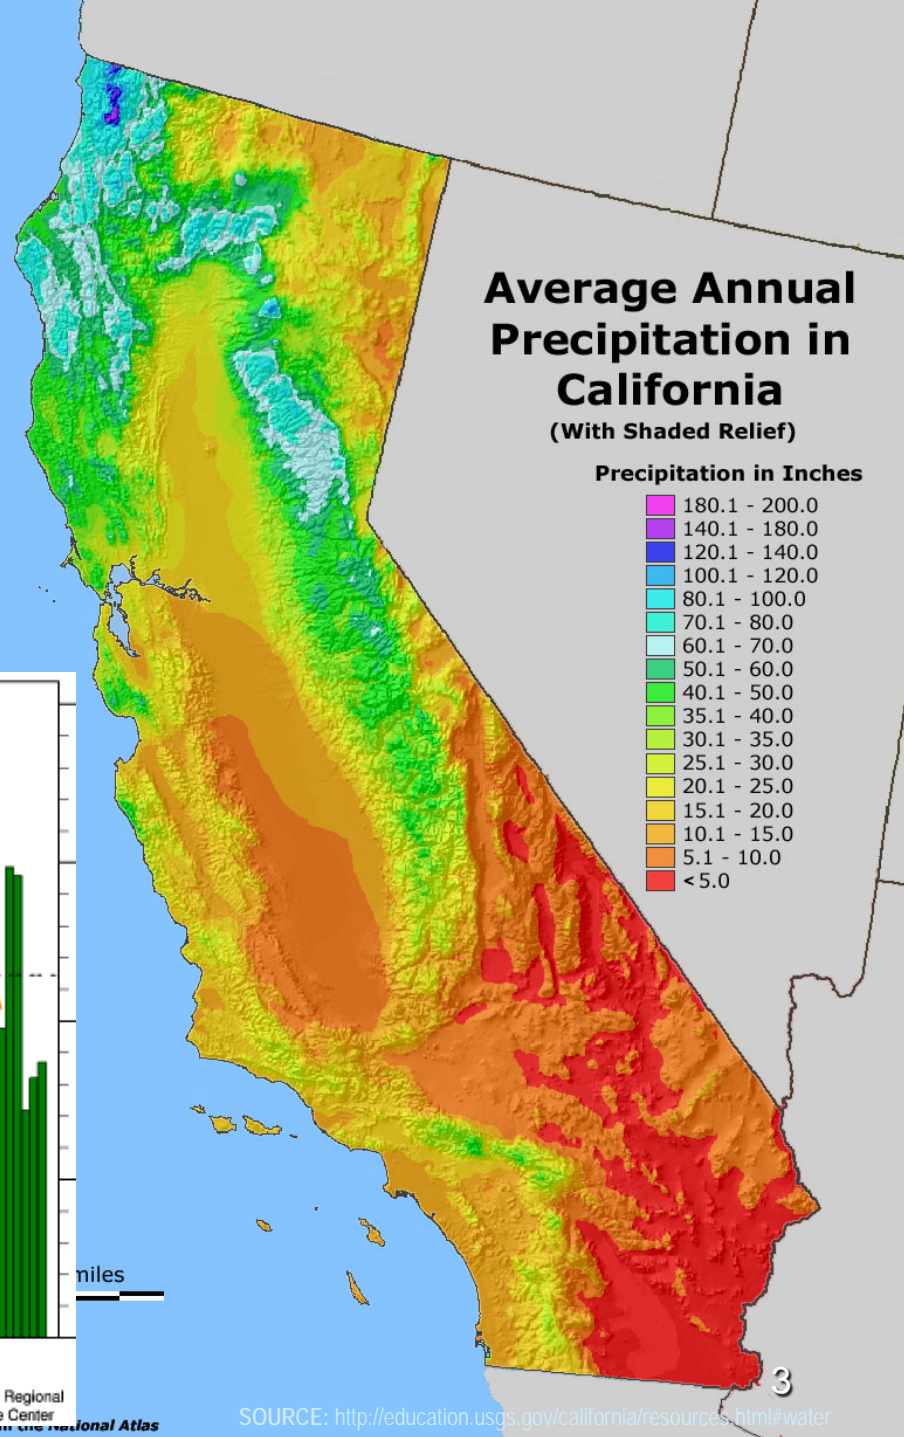 Average Annual
Precipitation in
California
(With Shaded Relief)
Precipitation in Inches
180.1 - 200.0
140.1 - 180.0
120.1 - 140.0
100.1 - 120.0
80.1 - 100.0
70.1 - 80.0
60.1 - 70.0
50.1 - 60.0
40.1 - 50.0
35.1 - 40.0
30.1 - 35.0
25.1 - 30.0
20.1 - 25.0
15.1 - 20.0
10.1 - 15.0
5.1 - 10.0
< 5.0
miles
3
Regional
Center
the National Atlas
SOURCE: http://education.usgs.gov/california/resources.html#water